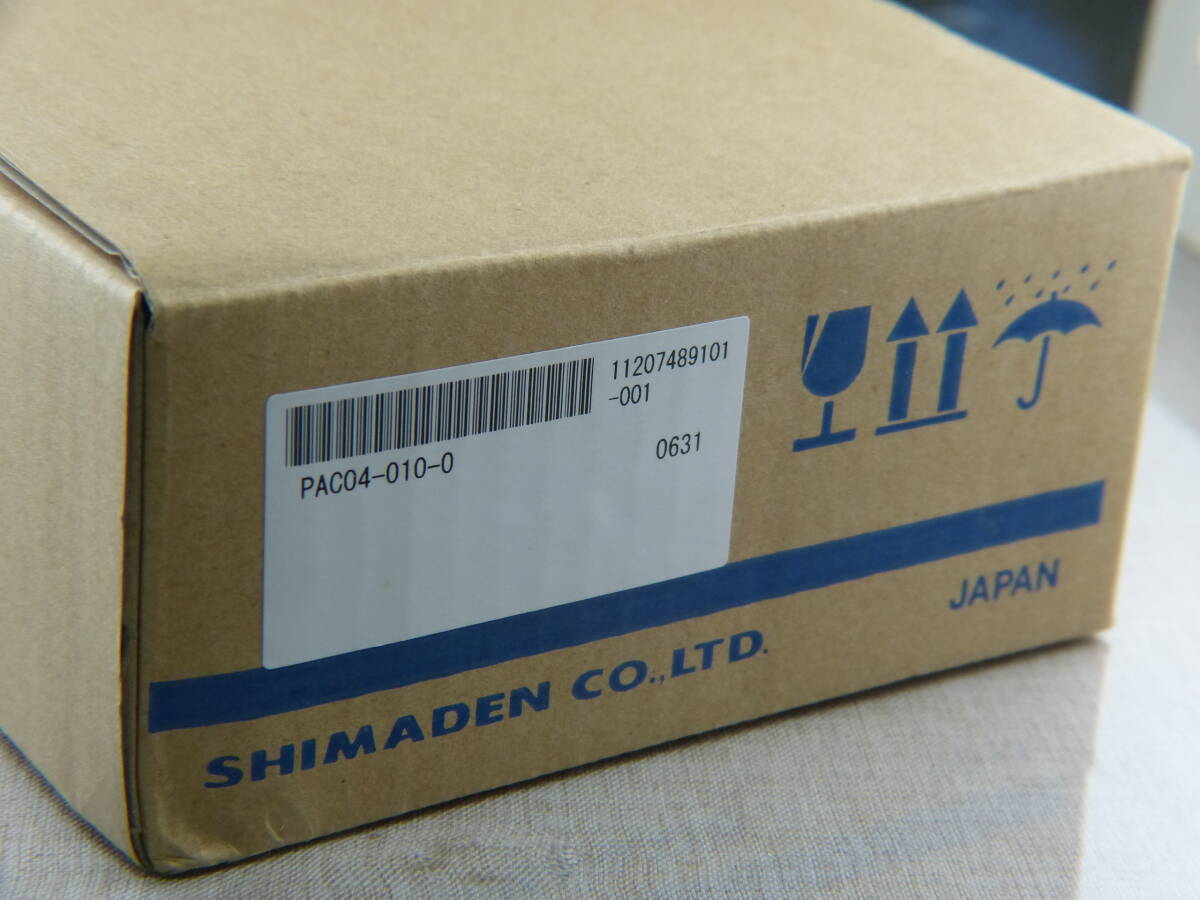 11207489101
-001
PAC04-010-0
0631
JAPAN
SHIMADEN CO.,LTD.